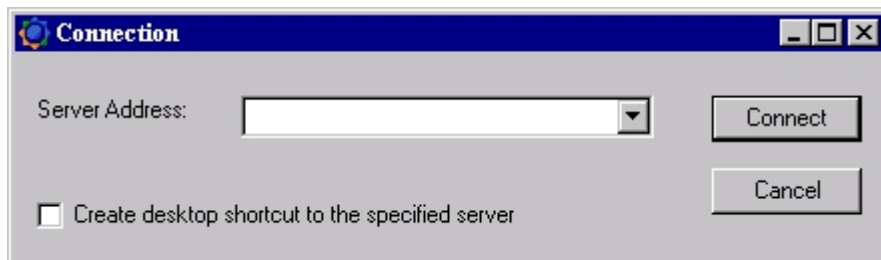 Connection
Server Address:
Connect
Cancel
Create desktop shortcut to the specified server